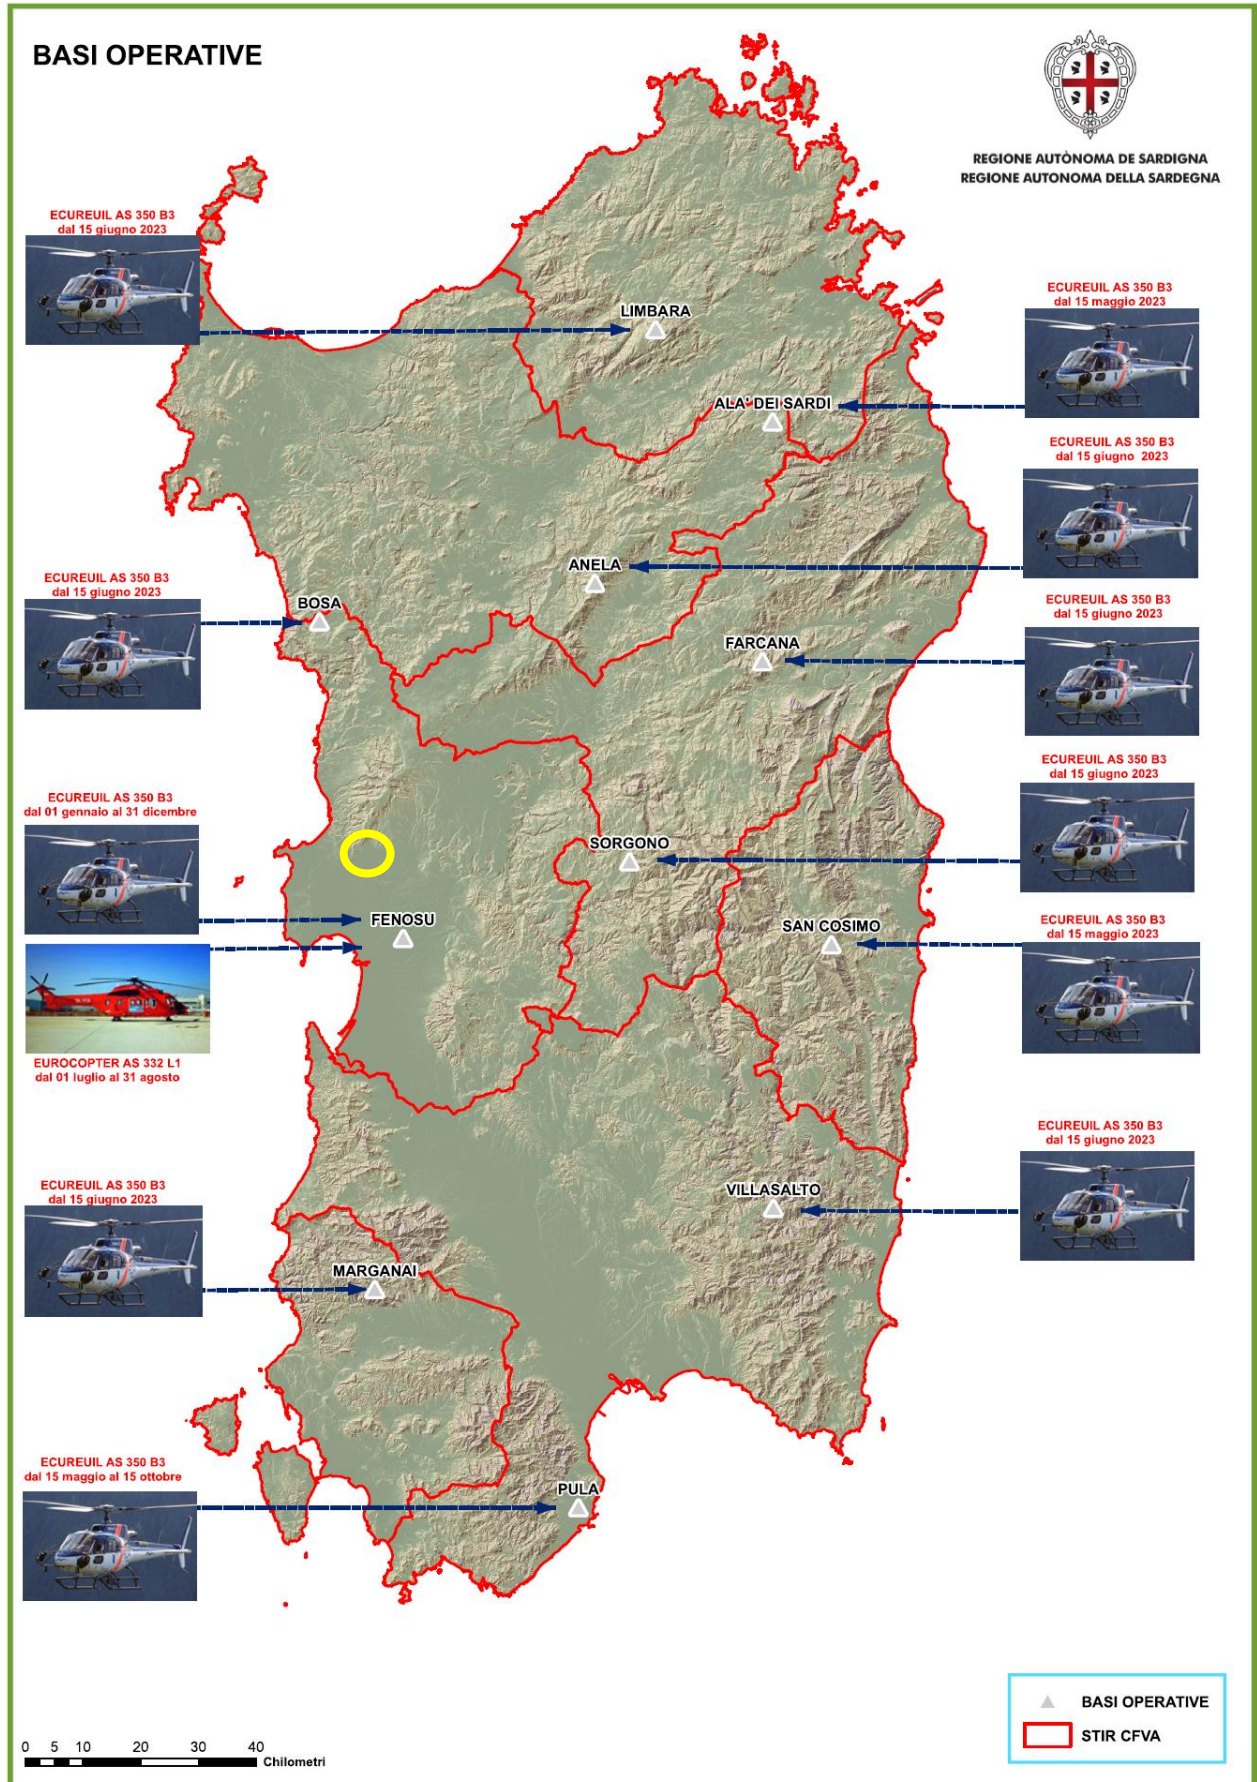 BASI OPERATIVE
REGIONE AUTÒNOMA DE SARDIGNA
REGIONE AUTONOMA DELLA SARDEGNA
ECUREUIL AS 350 B3
dal 15 giugno 2023
LIMBARA
ECUREUIL AS 350 B3
dal 15 maggio 2023
ALA' DEI SARDI
ECUREUIL AS 350 B3
dal 15 giugno 2023
ANELA
ECUREUIL AS 350 B3
dal 15 giugno 2023
BOSA
ECUREUIL AS 350 B3
dal 15 giugno 2023
FARCANA
ECUREUIL AS 350 B3
dal 15 giugno 2023
SORGONO
ECUREUIL AS 350 B3
dal 01 gennaio al 31 dicembre
FENOSU
EUROCOPTER AS 332 L1
dal 01 luglio al 31 agosto
SAN COSIMO
ECUREUIL AS 350 B3
dal 15 maggio 2023
ECUREUIL AS 350 B3
dal 15 giugno 2023
VILLASALTO
ECUREUIL AS 350 B3
dal 15 giugno 2023
MARGANAI
ECUREUIL AS 350 B3
dal 15 maggio al 15 ottobre
PULA
BASI OPERATIVE
STIR CFVA
0 5 10 20 30 40
Chilometri